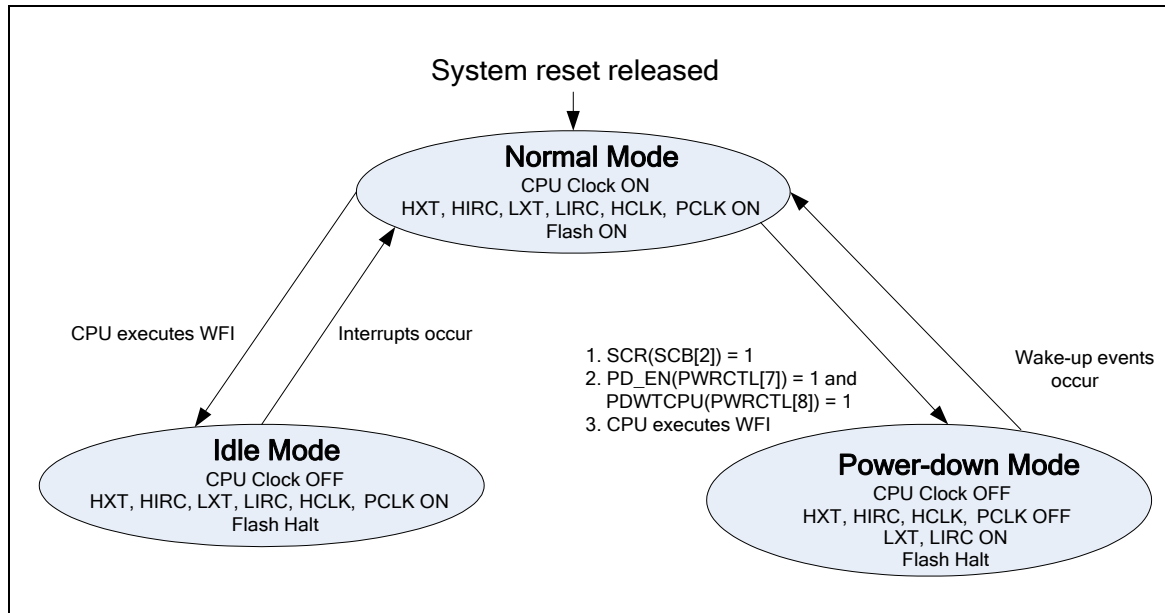 System reset released
Normal Mode
CPU Clock ON
HXT, HIRC, LXT, LIRC, HCLK, PCLK ON
Flash ON
CPU executes WFI
Interrupts occur
1. SCR(SCB[2]) = 1
2. PD_EN(PWRCTL[7]) = 1 and
PDWTCPU(PWRCTL[8]) = 1
3. CPU executes WFI
Wake-up events
occur
Idle Mode
CPU Clock OFF
HXT, HIRC, LXT, LIRC, HCLK, PCLK ON
Flash Halt
Power-down Mode
CPU Clock OFF
HXT, HIRC, HCLK, PCLK OFF
LXT, LIRC ON
Flash Halt